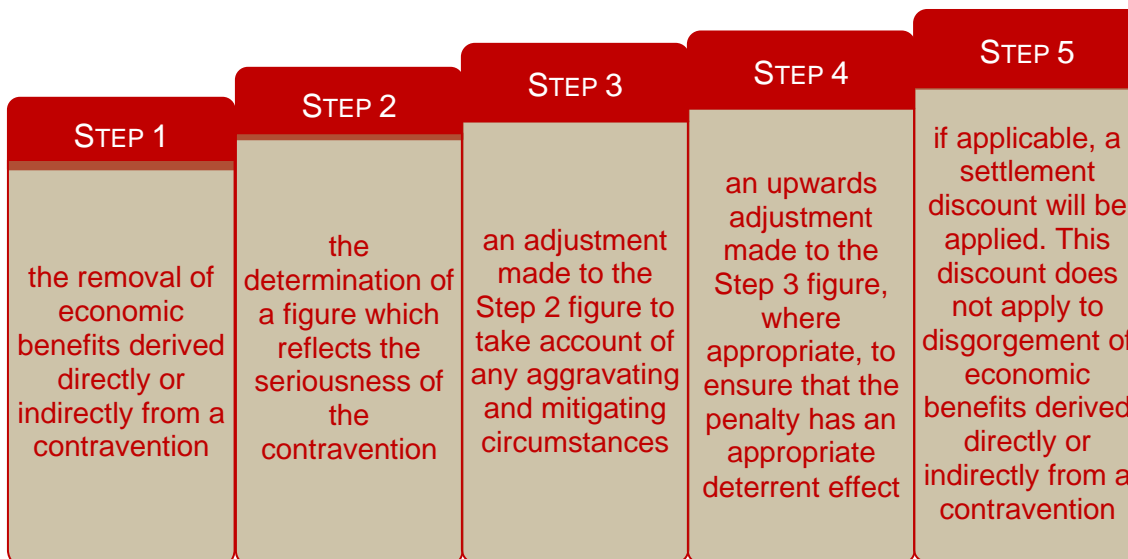 STEP 1
the removal of
economic
benefits derived
directly or
indirectly from a
contravention
STEP 2
the
determination of
a figure which
reflects the
seriousness of
the
contravention
STEP 3
an adjustment
made to the
Step 2 figure to
take account of
any aggravating
and mitigating
circumstances
STEP 4
an upwards
adjustment
made to the
Step 3 figure,
where
appropriate, to
ensure that the
penalty has an
appropriate
deterrent effect
STEP 5
if applicable, a
settlement
discount will be
applied. This
discount does
not apply to
disgorgement of
economic
benefits derived
directly or
indirectly from a
contravention